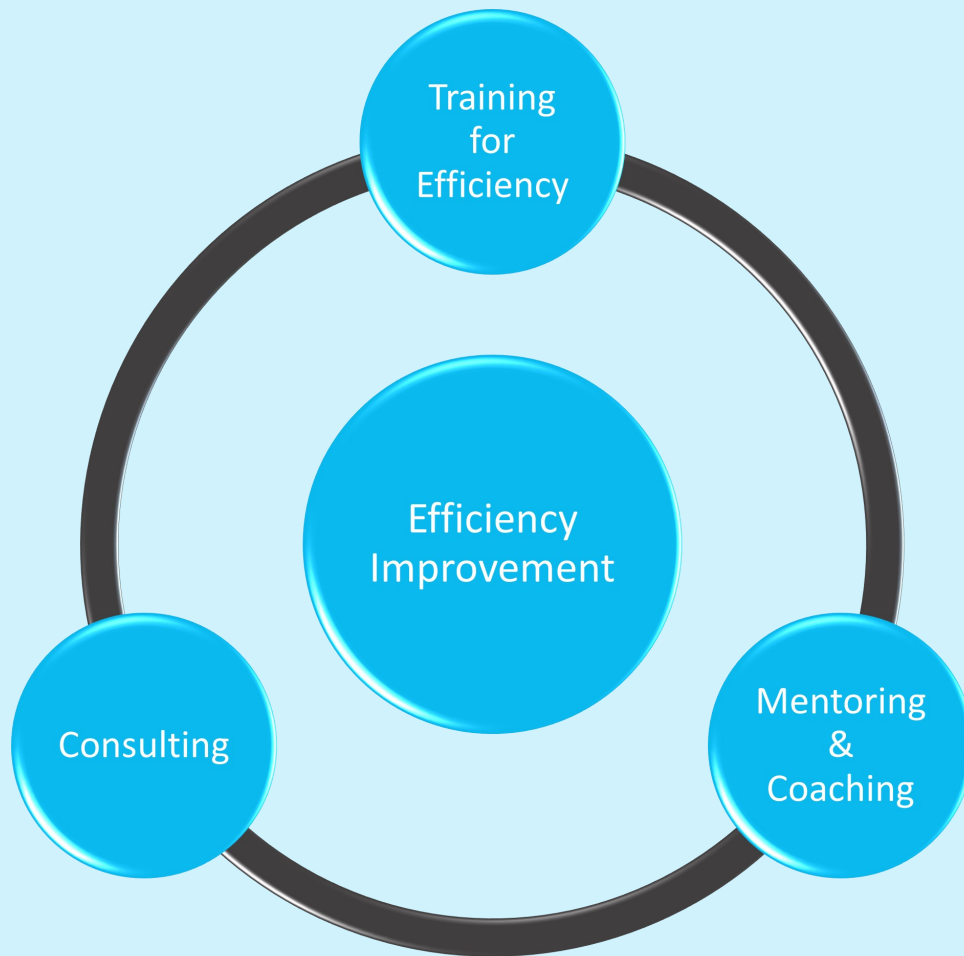 Training
for
Efficiency
Efficiency
Improvement
Consulting
Mentoring
&
Coaching